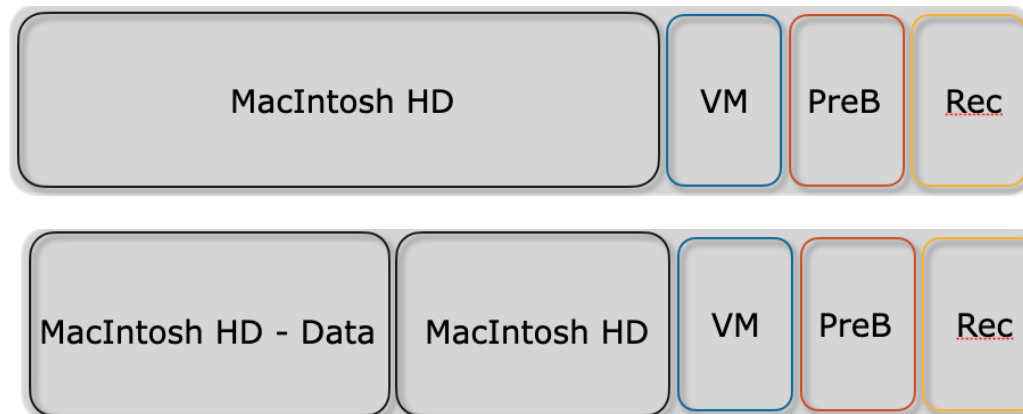 MacIntosh HD VM PreB Rec
MacIntosh HD - Data MacIntosh HD VM PreB Rec